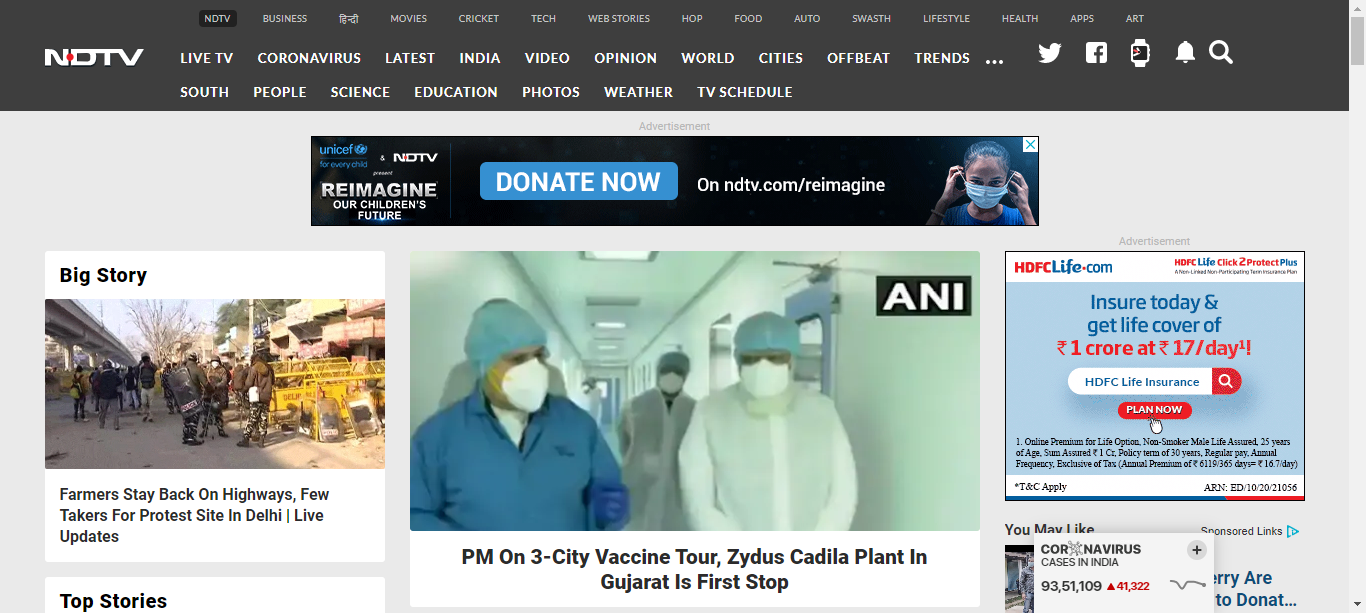 NDTV BUSINESS हिन्दी MOVIES CRICKET TECH WEB STORIES HOP FOOD AUTO SWASTH LIFESTYLE HEALTH APPS ART
NDTV
LIVE TV CORONAVIRUS LATEST INDIA VIDEO OPINION WORLD CITIES OFFBEAT TRENDS ...
SOUTH PEOPLE SCIENCE EDUCATION PHOTOS WEATHER TV SCHEDULE
Advertisement
unicef & NDTV
for every child
present
REIMAGINE
OUR CHILDREN'S
FUTURE
DONATE NOW On ndtv.com/reimagine
Big Story
Farmers Stay Back On Highways, Few
Takers For Protest Site In Delhi | Live
Updates
Top Stories
ANI
PM On 3-City Vaccine Tour, Zydus Cadila Plant In
Gujarat Is First Stop
Advertisement
HDFCLife.com
HDFC Life Click 2 Protect Plus
A Non-Linked Non-Participating Term Insurance Plan
Insure today &
get life cover of
₹ 1 crore at ₹ 17/day¹!
HDFC Life Insurance
PLAN NOW
1. Online Premium for Life Option, Non-Smoker Male Life Assured, 25 years
of Age, Sum Assured ₹ 1 Cr, Policy term of 30 years, Regular pay, Annual
Frequency, Exclusive of Tax (Annual Premium of ₹ 6119/365 days= ₹ 16.7/day)
*T&C Apply ARN: ED/10/20/21056
You May Like Sponsored Links
CORONAVIRUS
CASES IN INDIA
93,51,109 41,322
erry Are
to Donat...